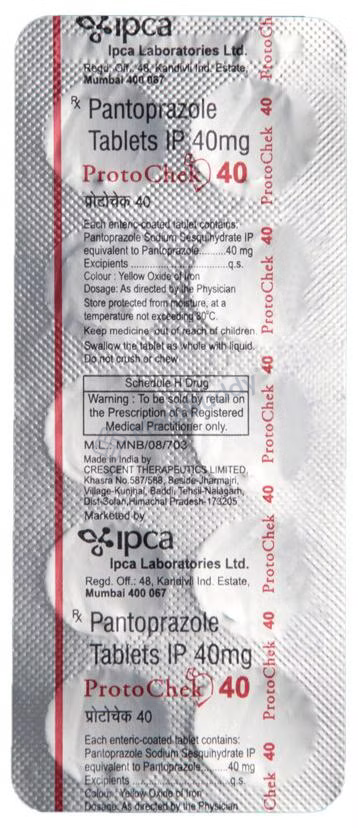 ipca
Ipca Laboratories Ltd.
Regd. Off.: 48, Kandivli Ind. Estate,
Mumbai 400 067
Rx Pantoprazole
Tablets IP 40mg
ProtoChek 40
प्रोटोचेक 40
Each enteric-coated tablet contains:
Pantoprazole Sodium Sesquihydrate IP
equivalent to Pantoprazole.........40 mg
Excipients ..............................q.s.
Colour : Yellow Oxide of Iron
Dosage: As directed by the Physician
Store protected from moisture, at a
temperature not exceeding 30°C.
Keep medicine out of reach of children.
Swallow the tablet as whole with liquid.
Do not crush or chew
Schedule H Drug
Warning : To be sold by retail on
the Prescription of a Registered
Medical Practitioner only.
M.L.: MNB/08/703
Made in India by
CRESCENT THERAPEUTICS LIMITED,
Khasra No.587/588, Beside-Jharmajri,
Village-Kunjhal, Baddi, Tehsil-Nalagarh,
Dist-Solan, Himachal Pradesh-173205.
Marketed by
ipca
Ipca Laboratories Ltd.
Regd. Off.: 48, Kandivli Ind. Estate,
Mumbai 400 067
Rx Pantoprazole
Tablets IP 40mg
ProtoChek 40
प्रोटोचेक 40
Each enteric-coated tablet contains:
Pantoprazole Sodium Sesquihydrate IP
equivalent to Pantoprazole.........40 mg
Excipients ..............................q.s.
Colour : Yellow Oxide of Iron
Dosage: As directed by the Physician
Chek 40 ProtoChek 40 ProtoChek 40 ProtoChek 40 ProtoChek 40 ProtoChek 40 ProtoCh